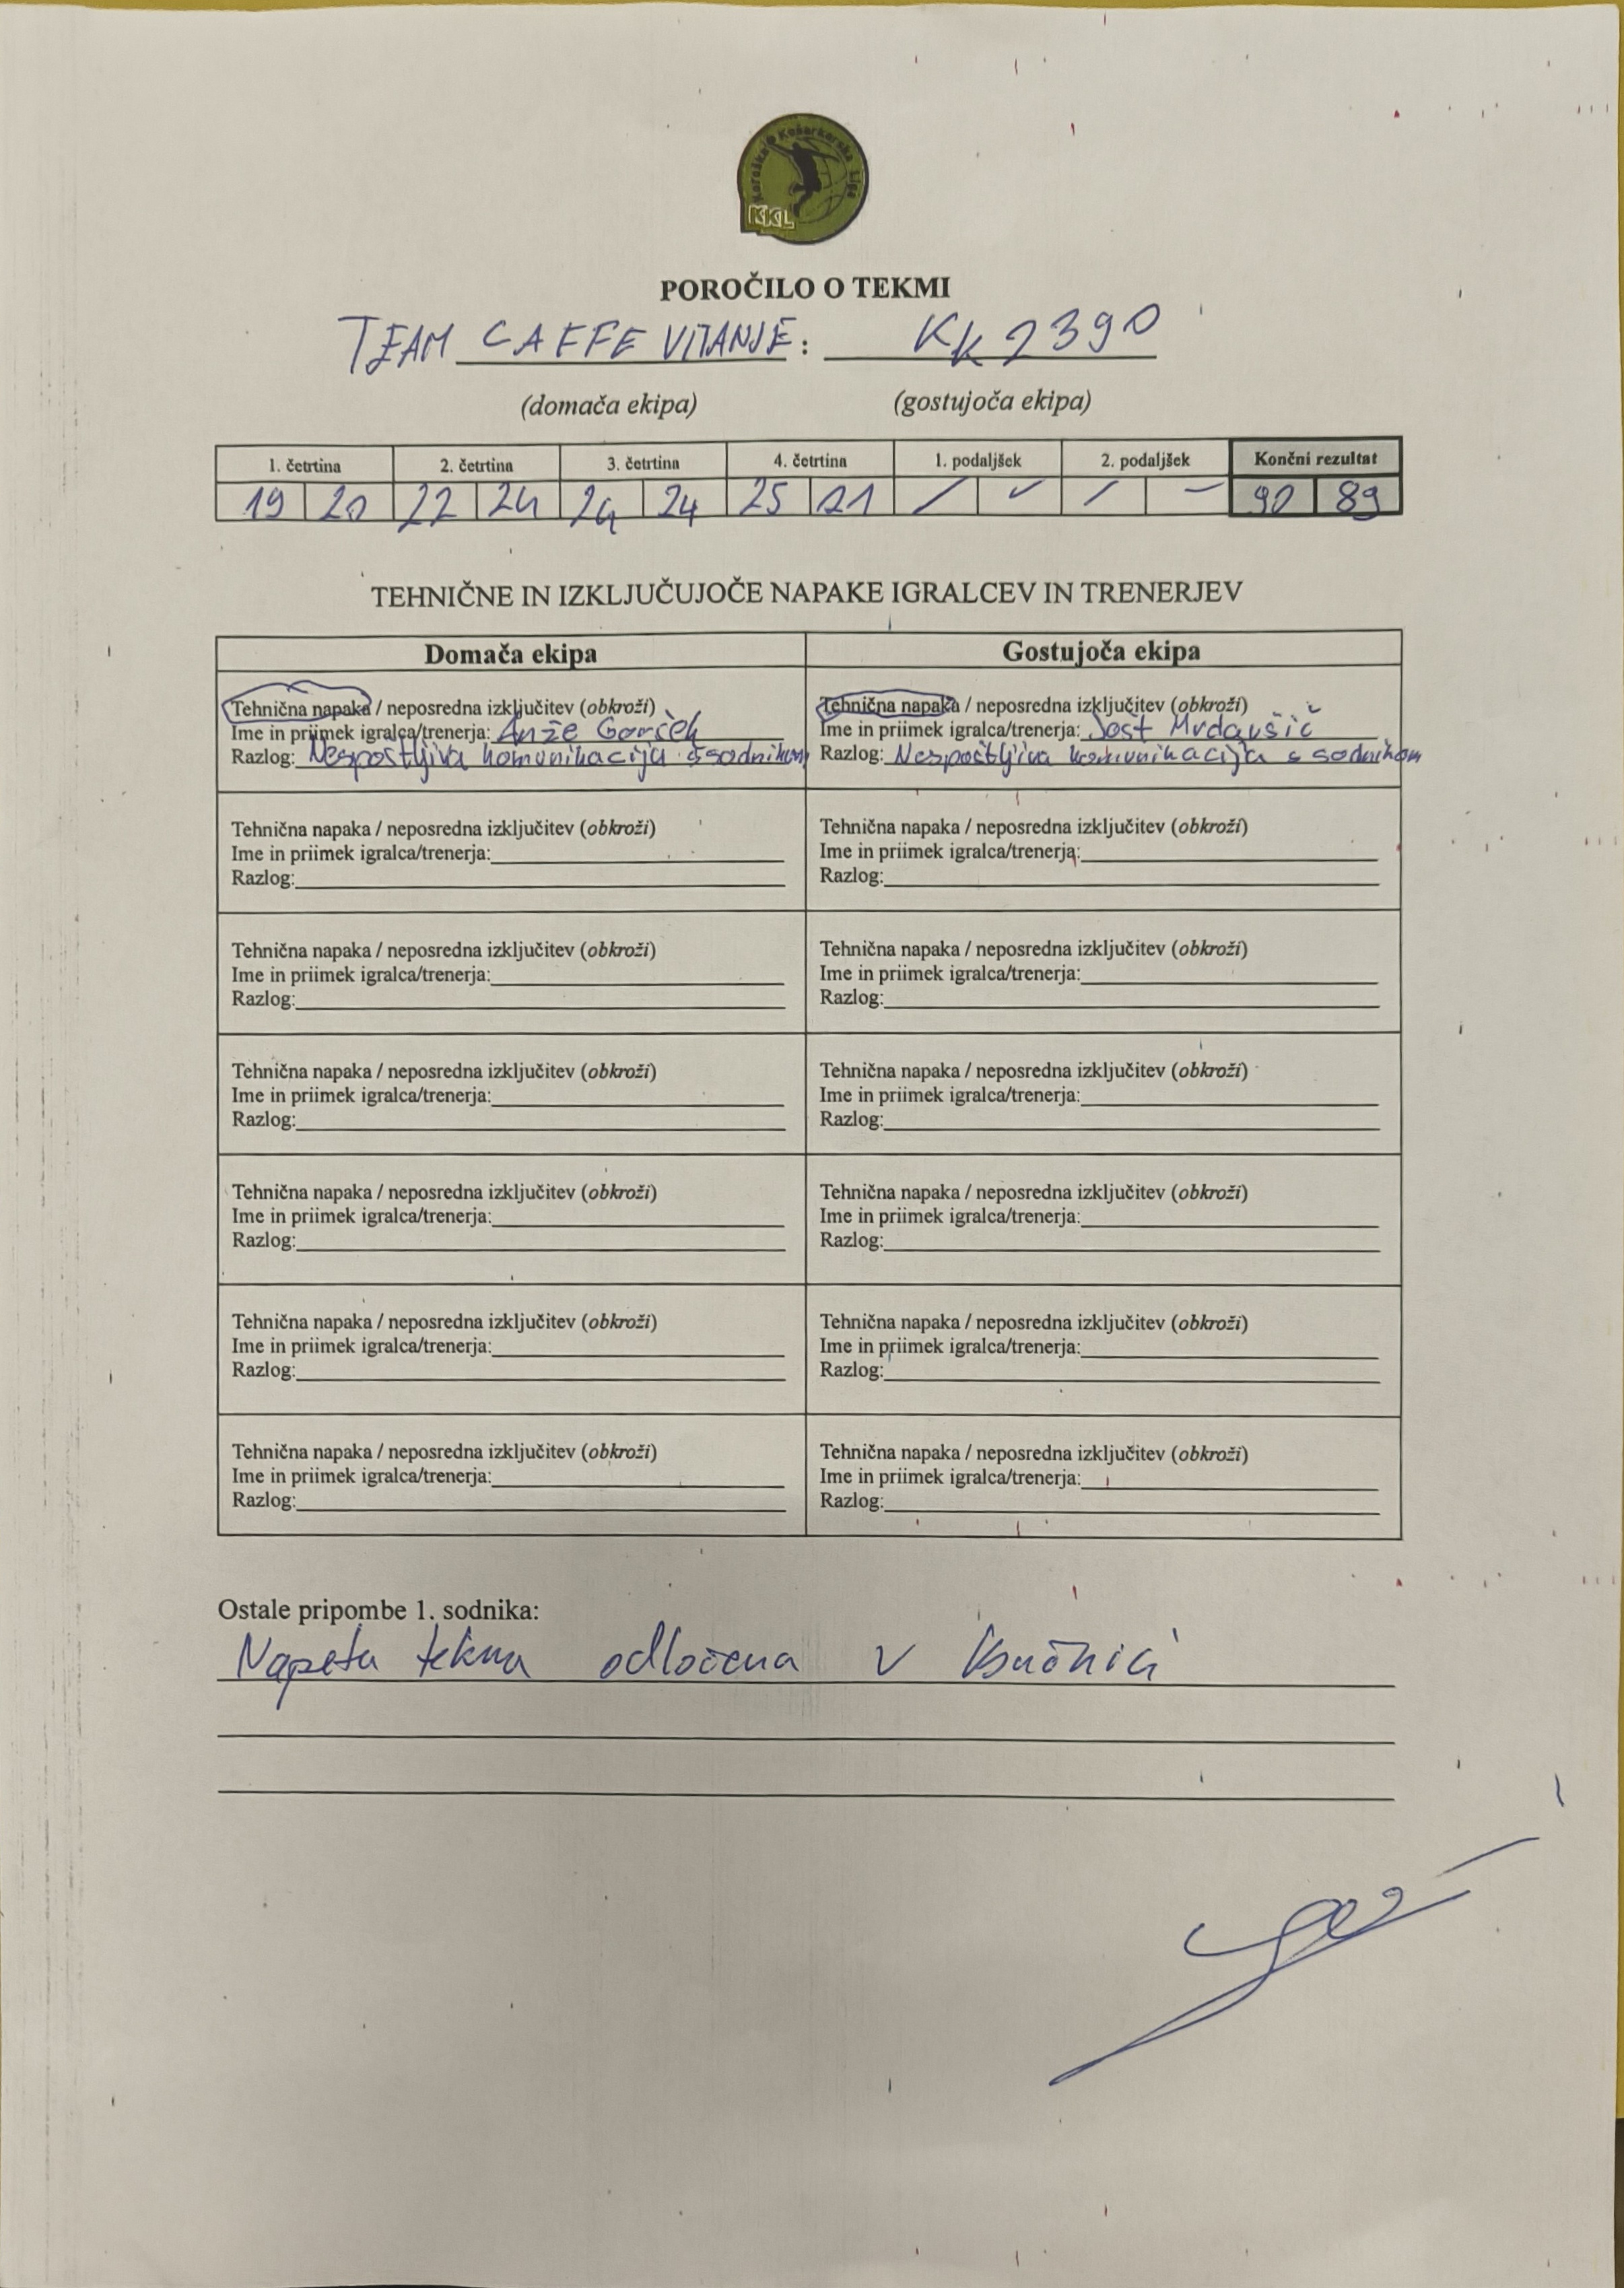 Koroška Košarkarska Liga
KKL
POROČILO O TEKMI
TEAM CAFFE VITANJE : KK 2390
(domača ekipa) (gostujoča ekipa)
1. četrtina 2. četrtina 3. četrtina 4. četrtina 1. podaljšek 2. podaljšek Končni rezultat
19 20 22 24 24 24 25 21 / / / – 90 89
TEHNIČNE IN IZKLJUČUJOČE NAPAKE IGRALCEV IN TRENERJEV
Domača ekipa Gostujoča ekipa
Tehnična napaka / neposredna izključitev (obkroži)
Ime in priimek igralca/trenerja: Anže Gorček
Razlog: Nespoštljiva komunikacija s sodnikom
Tehnična napaka / neposredna izključitev (obkroži)
Ime in priimek igralca/trenerja: Jošt Mrdavšič
Razlog: Nespoštljiva komunikacija s sodnikom
Tehnična napaka / neposredna izključitev (obkroži)
Ime in priimek igralca/trenerja:
Razlog:
Tehnična napaka / neposredna izključitev (obkroži)
Ime in priimek igralca/trenerja:
Razlog:
Tehnična napaka / neposredna izključitev (obkroži)
Ime in priimek igralca/trenerja:
Razlog:
Tehnična napaka / neposredna izključitev (obkroži)
Ime in priimek igralca/trenerja:
Razlog:
Tehnična napaka / neposredna izključitev (obkroži)
Ime in priimek igralca/trenerja:
Razlog:
Tehnična napaka / neposredna izključitev (obkroži)
Ime in priimek igralca/trenerja:
Razlog:
Tehnična napaka / neposredna izključitev (obkroži)
Ime in priimek igralca/trenerja:
Razlog:
Tehnična napaka / neposredna izključitev (obkroži)
Ime in priimek igralca/trenerja:
Razlog:
Tehnična napaka / neposredna izključitev (obkroži)
Ime in priimek igralca/trenerja:
Razlog:
Tehnična napaka / neposredna izključitev (obkroži)
Ime in priimek igralca/trenerja:
Razlog:
Tehnična napaka / neposredna izključitev (obkroži)
Ime in priimek igralca/trenerja:
Razlog:
Tehnična napaka / neposredna izključitev (obkroži)
Ime in priimek igralca/trenerja:
Razlog:
Ostale pripombe 1. sodnika:
Napeta tekma odločena v končnici